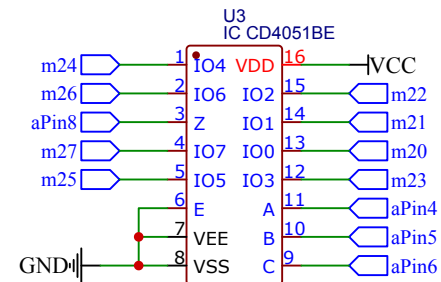 U3
IC CD4051BE
m24 1 IO4 VDD 16 VCC
m26 2 IO6 IO2 15 m22
aPin8 3 Z IO1 14 m21
m27 4 IO7 IO0 13 m20
m25 5 IO5 IO3 12 m23
6 E A 11 aPin4
7 VEE B 10 aPin5
GND 8 VSS C 9 aPin6